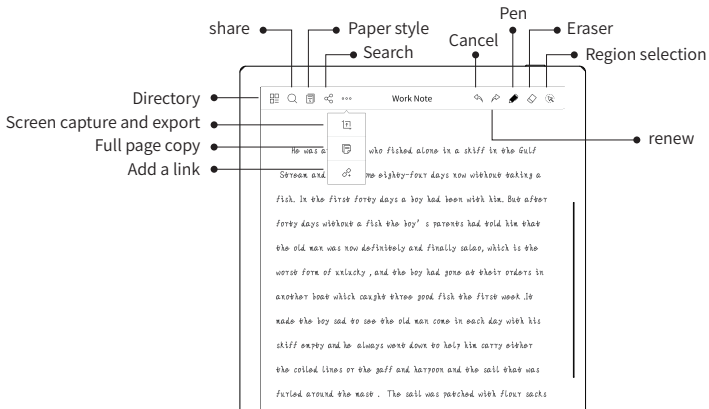 Pen
share
Paper style
Cancel
Eraser
Search
Region selection
Directory
Work Note
Screen capture and export
Full page copy
Add a link
renew
He was a who fished alone in a skiff in the Gulf
Stream and ne eighty-four days now without taking a
fish. In the first forty days a boy had been with him. But after
forty days without a fish the boy' s parents had told him that
the old man was now definitely and finally salao, which is the
worst form of unlucky , and the boy had gone at their orders in
another boat which caught three good fish the first week .It
made the boy sad to see the old man come in each day with his
skiff empty and he always went down to help him carry either
the coiled lines or the gaff and harpoon and the sail that was
furled around the mast . The sail was patched with flour sacks